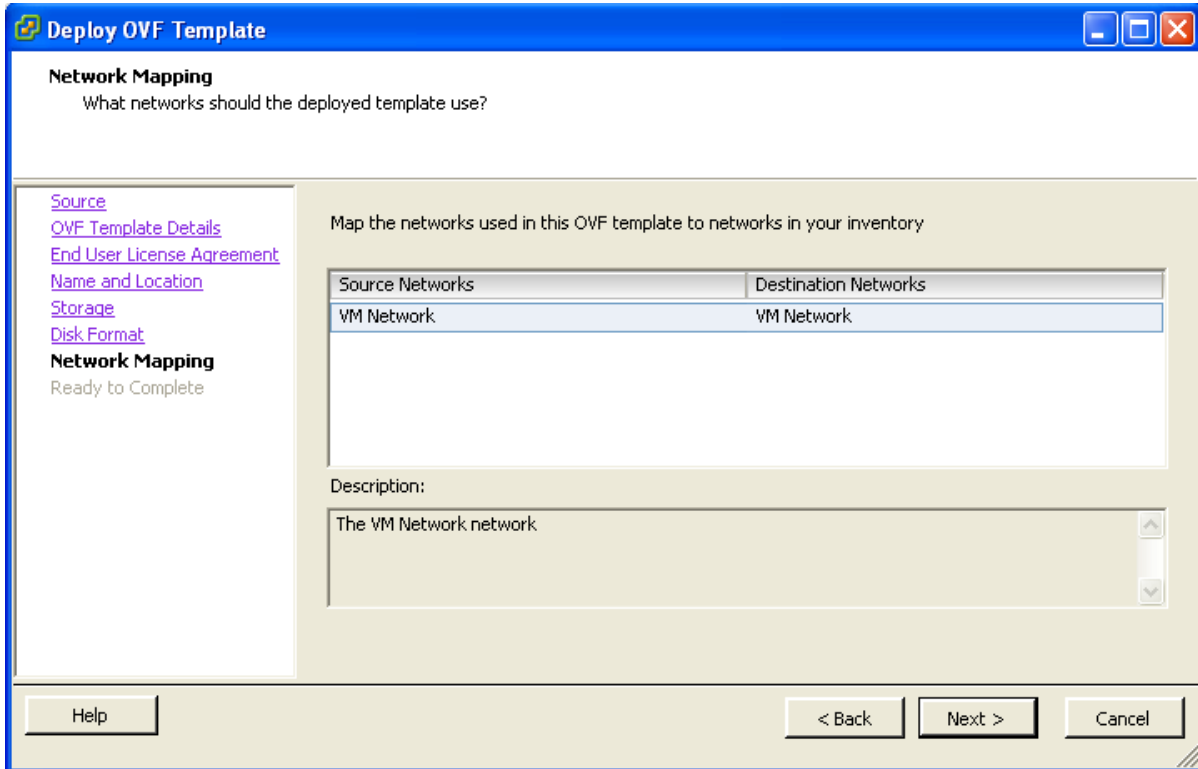 Deploy OVF Template
Network Mapping
What networks should the deployed template use?
Source
OVF Template Details
End User License Agreement
Name and Location
Storage
Disk Format
Network Mapping
Ready to Complete
Map the networks used in this OVF template to networks in your inventory
Source Networks Destination Networks
VM Network VM Network
Description:
The VM Network network
Help < Back Next > Cancel